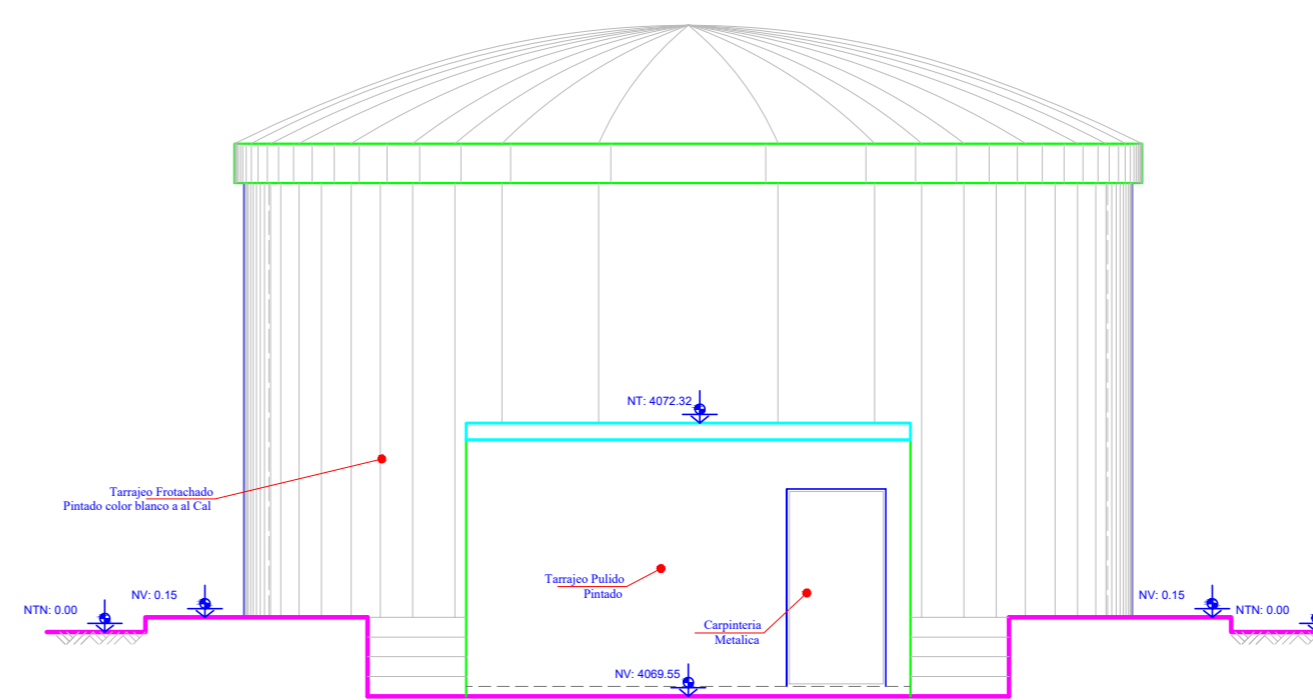 NT: 4072.32
Tarrajeo Frotachado
Pintado color blanco a al Cal
Tarrajeo Pulido
Pintado
NV: 0.15
NV: 0.15
NTN: 0.00
NTN: 0.00
Carpinteria
Metalica
NV: 4069.55